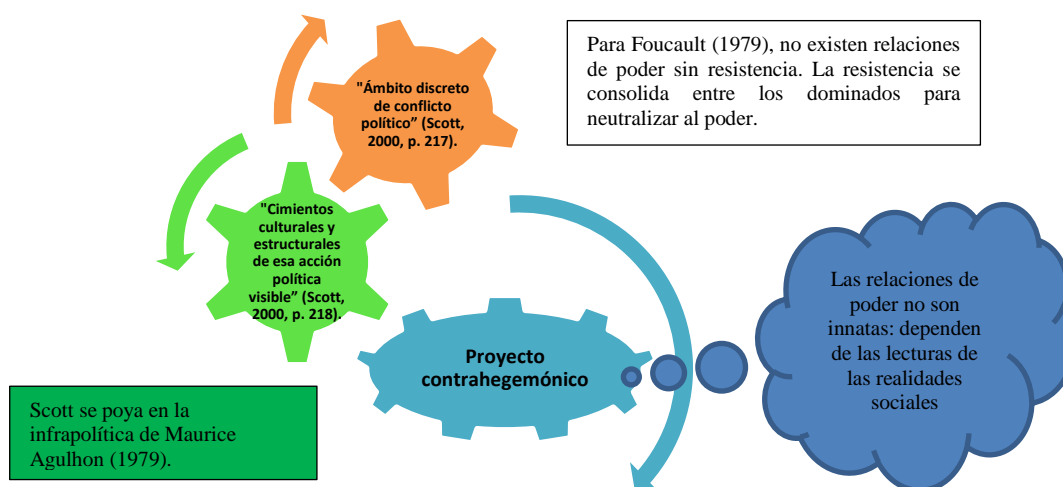 "Ámbito discreto
de conflicto
político” (Scott,
2000, p. 217).
Para Foucault (1979), no existen relaciones
de poder sin resistencia. La resistencia se
consolida entre los dominados para
neutralizar al poder.
"Cimientos
culturales y
estructurales
de esa acción
política
visible” (Scott,
2000, p. 218).
Proyecto
contrahegemónico
Las relaciones de
poder no son
innatas: dependen
de las lecturas de
las realidades
sociales
Scott se poya en la
infrapolítica de Maurice
Agulhon (1979).